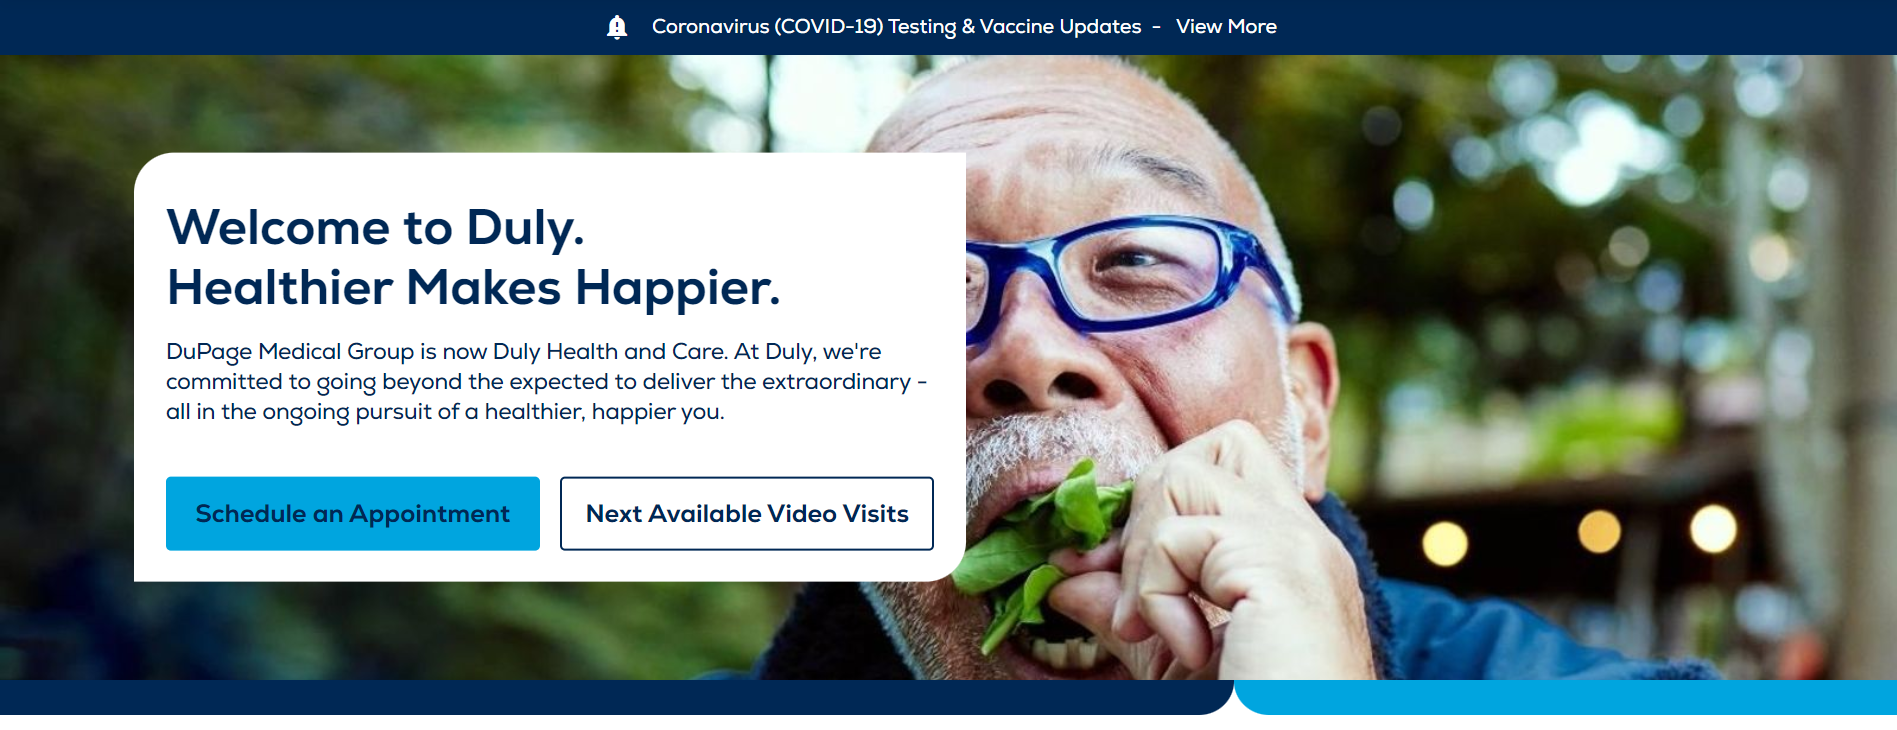 Coronavirus (COVID-19) Testing & Vaccine Updates - View More
Welcome to Duly.
Healthier Makes Happier.
DuPage Medical Group is now Duly Health and Care. At Duly, we're
committed to going beyond the expected to deliver the extraordinary -
all in the ongoing pursuit of a healthier, happier you.
Schedule an Appointment
Next Available Video Visits